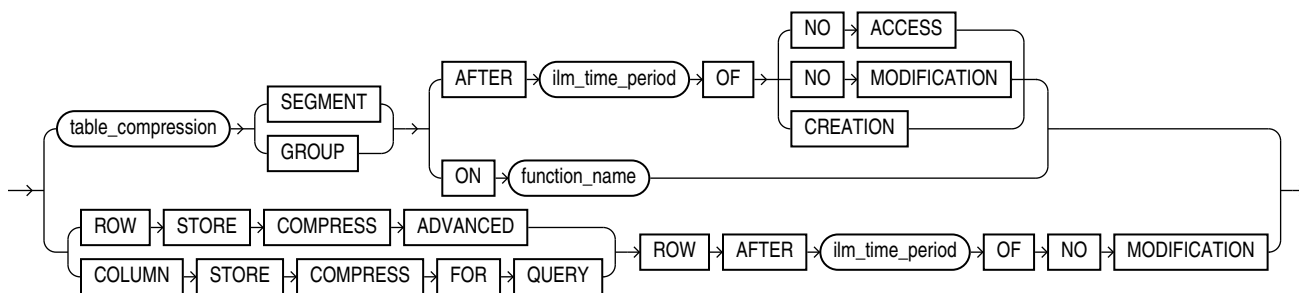 NO ACCESS
AFTER ilm_time_period OF NO MODIFICATION
SEGMENT
table_compression
GROUP
CREATION
ON function_name
ROW STORE COMPRESS ADVANCED
ROW AFTER ilm_time_period OF NO MODIFICATION
COLUMN STORE COMPRESS FOR QUERY